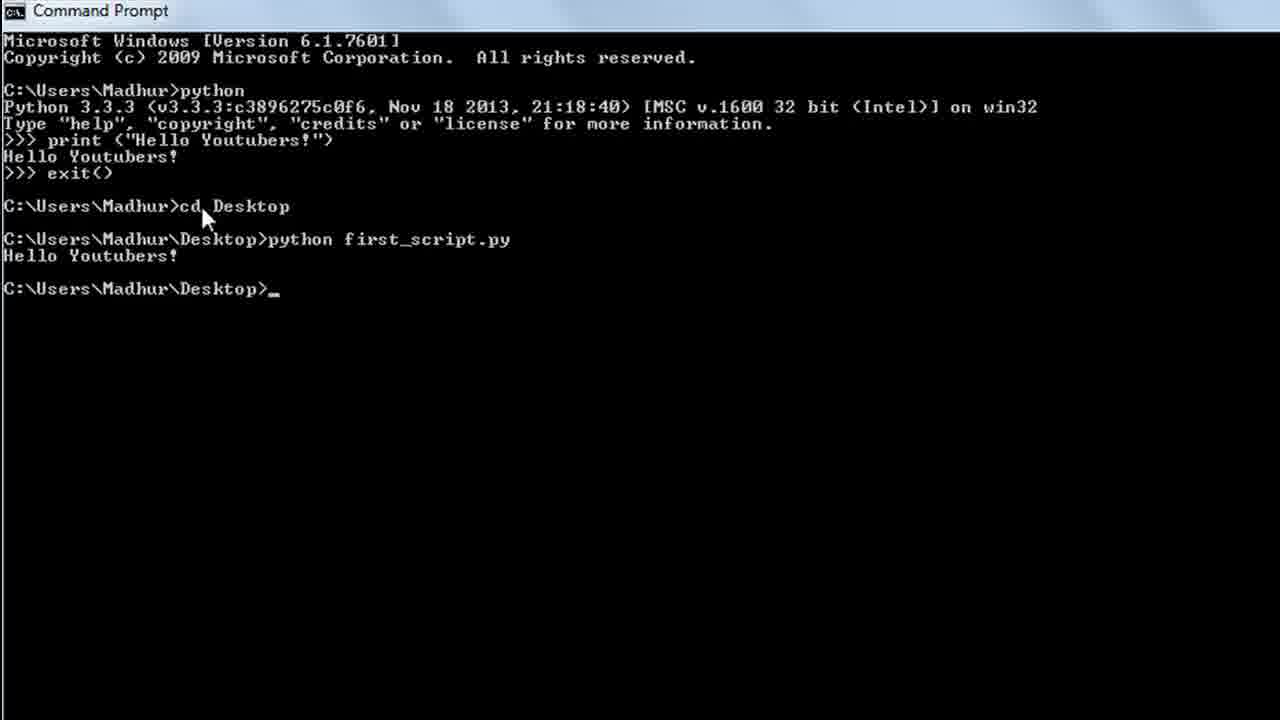 Command Prompt
Microsoft Windows [Version 6.1.7601]
Copyright (c) 2009 Microsoft Corporation.  All rights reserved.
C:\Users\Madhur>python
Python 3.3.3 (v3.3.3:c3896275c0f6, Nov 18 2013, 21:18:40) [MSC v.1600 32 bit (Intel)] on win32
Type "help", "copyright", "credits" or "license" for more information.
>>> print ("Hello Youtubers!")
Hello Youtubers!
>>> exit()
C:\Users\Madhur>cd Desktop
C:\Users\Madhur\Desktop>python first_script.py
Hello Youtubers!
C:\Users\Madhur\Desktop>_